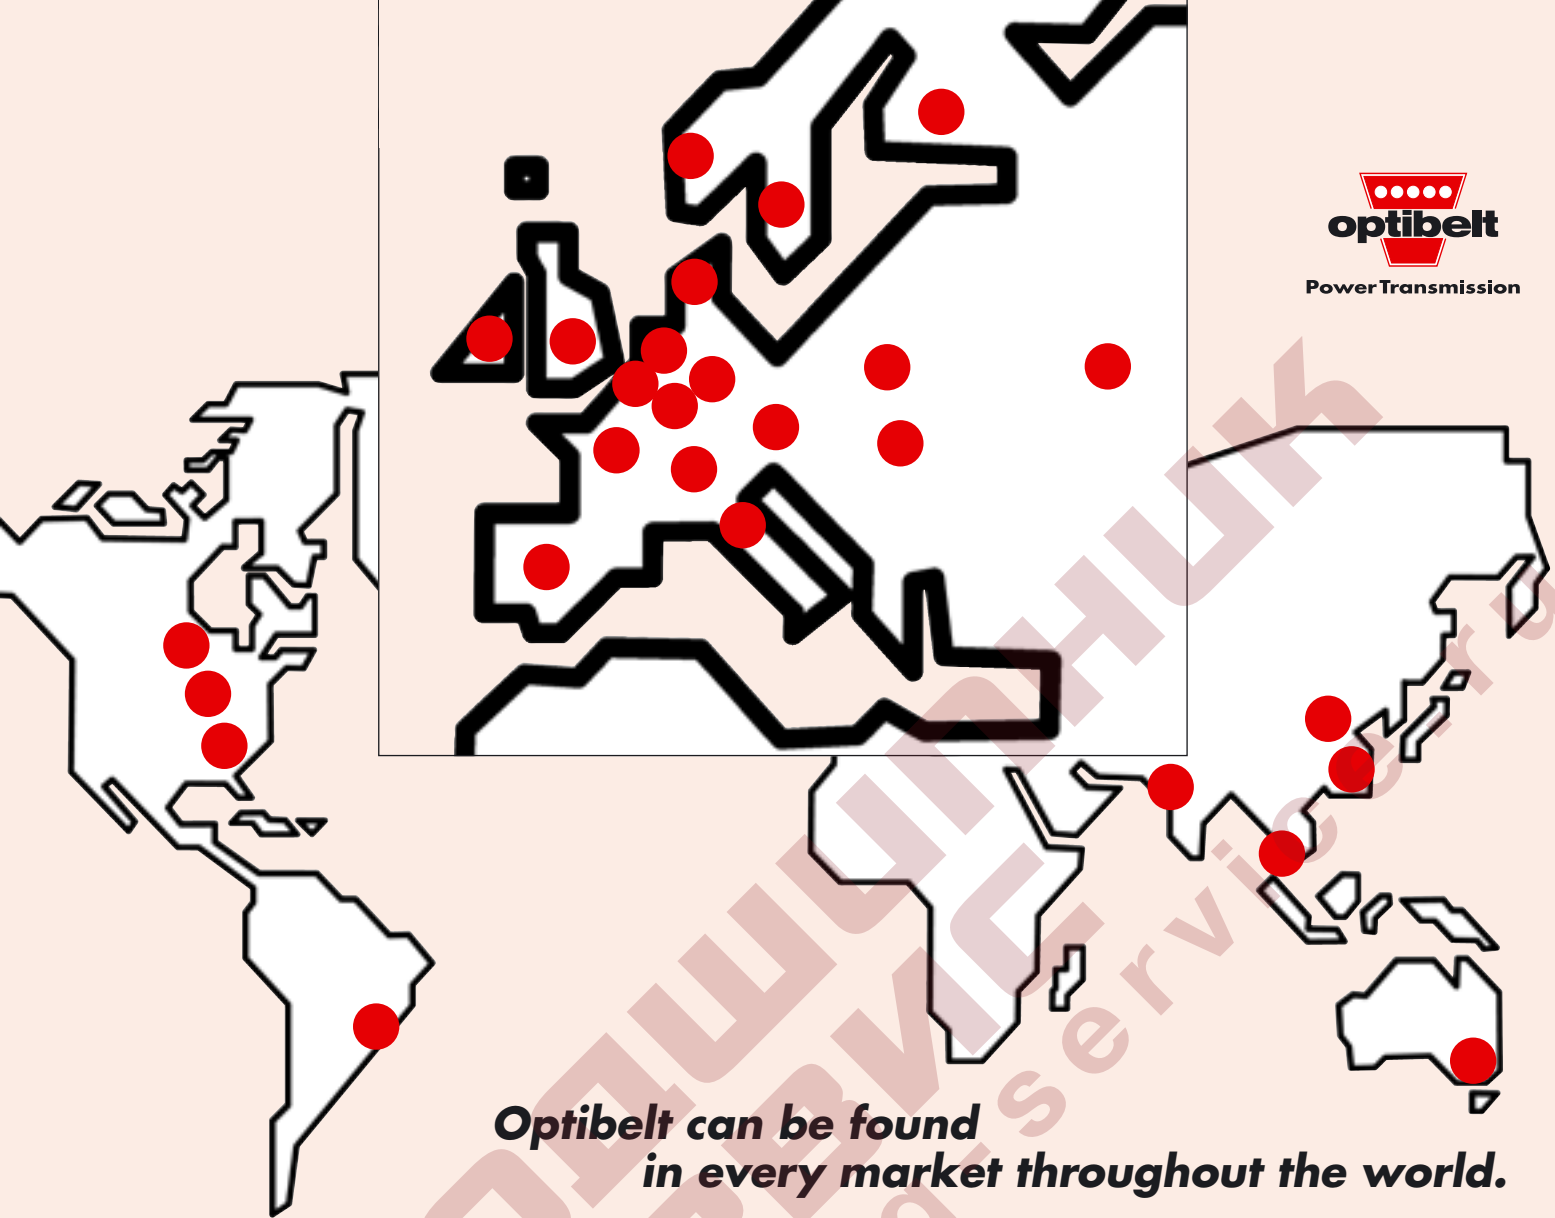 optibelt
Power Transmission
Optibelt can be found
in every market throughout the world.